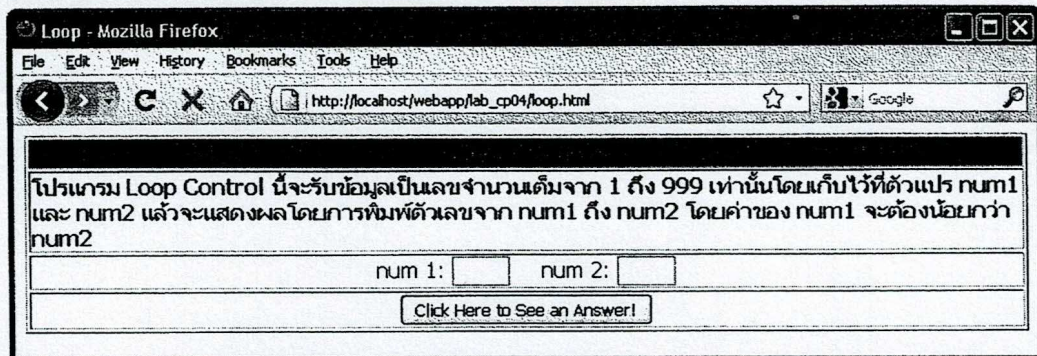 Loop - Mozilla Firefox
File Edit View History Bookmarks Tools Help
http://localhost/webapp/lab_cp04/loop.html
Google
โปรแกรม Loop Control นี้จะรับข้อมูลเป็นเลขจำนวนเต็มจาก 1 ถึง 999 เท่านั้นโดยเก็บไว้ที่ตัวแปร num1
และ num2 แล้วจะแสดงผลโดยการพิมพ์ตัวเลขจาก num1 ถึง num2 โดยค่าของ num1 จะต้องน้อยกว่า
num2
num 1: num 2:
Click Here to See an Answer!